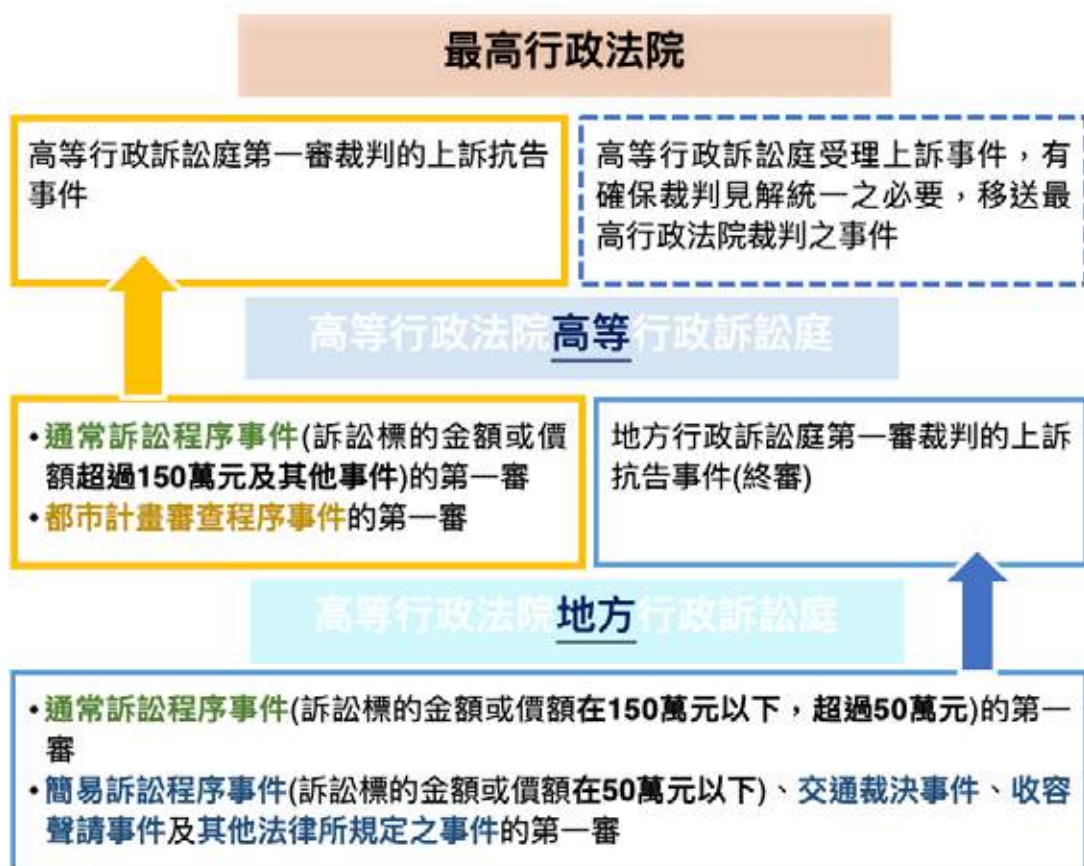 最高行政法院
高等行政訴訟庭第一審裁判的上訴抗告
事件
高等行政訴訟庭受理上訴事件，有
確保裁判見解統一之必要，移送最
高行政法院裁判之事件
高等行政法院高等行政訴訟庭
•通常訴訟程序事件(訴訟標的金額或價
額超過150萬元及其他事件)的第一審
•都市計畫審查程序事件的第一審
地方行政訴訟庭第一審裁判的上訴
抗告事件(終審)
高等行政法院地方行政訴訟庭
•通常訴訟程序事件(訴訟標的金額或價額在150萬元以下，超過50萬元)的第一
審
•簡易訴訟程序事件(訴訟標的金額或價額在50萬元以下)、交通裁決事件、收容
聲請事件及其他法律所規定之事件的第一審